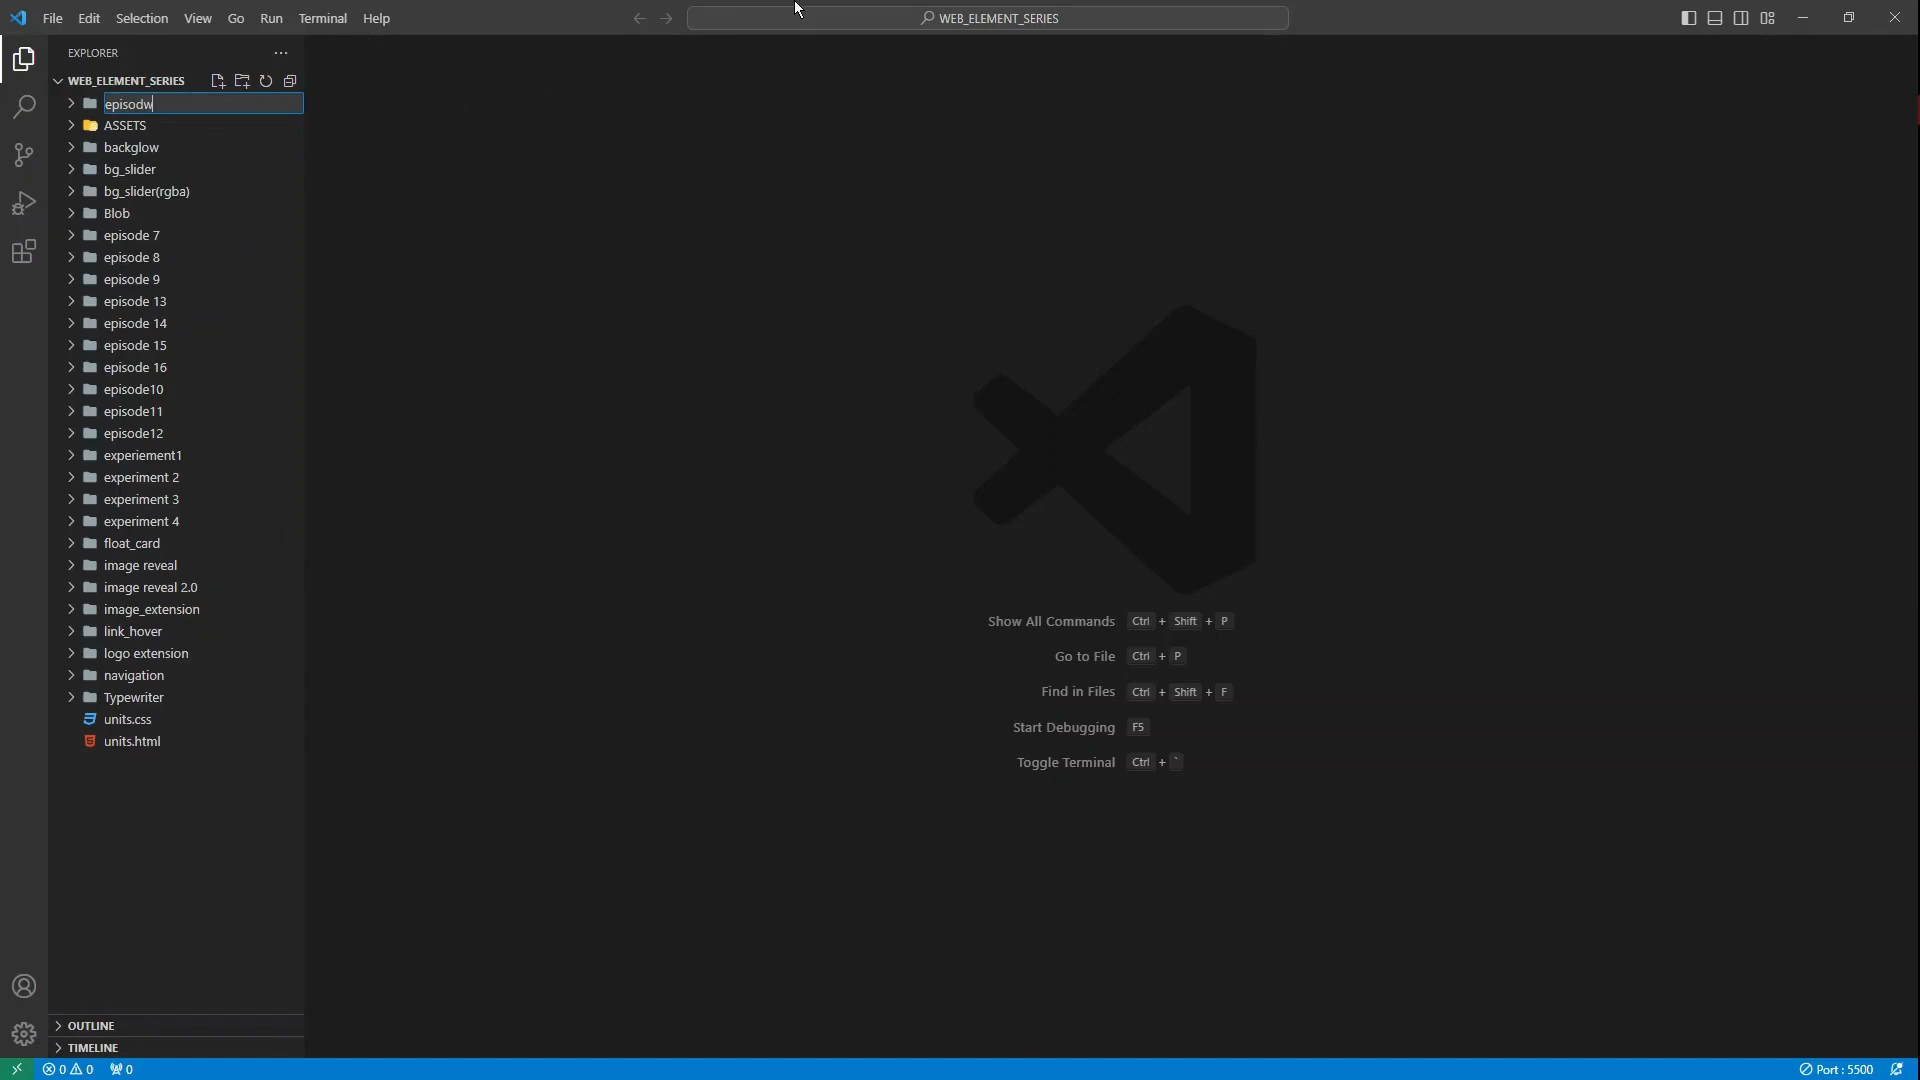 File Edit Selection View Go Run Terminal Help
WEB_ELEMENT_SERIES
EXPLORER
WEB_ELEMENT_SERIES
episodw
ASSETS
backglow
bg_slider
bg_slider(rgba)
Blob
episode 7
episode 8
episode 9
episode 13
episode 14
episode 15
episode 16
episode10
episode11
episode12
experiement1
experiment 2
experiment 3
experiment 4
float_card
image reveal
image reveal 2.0
image_extension
link_hover
logo extension
navigation
Typewriter
units.css
units.html
Show All Commands Ctrl + Shift + P
Go to File Ctrl + P
Find in Files Ctrl + Shift + F
Start Debugging F5
Toggle Terminal Ctrl + `
OUTLINE
TIMELINE
0 0 0 Port : 5500